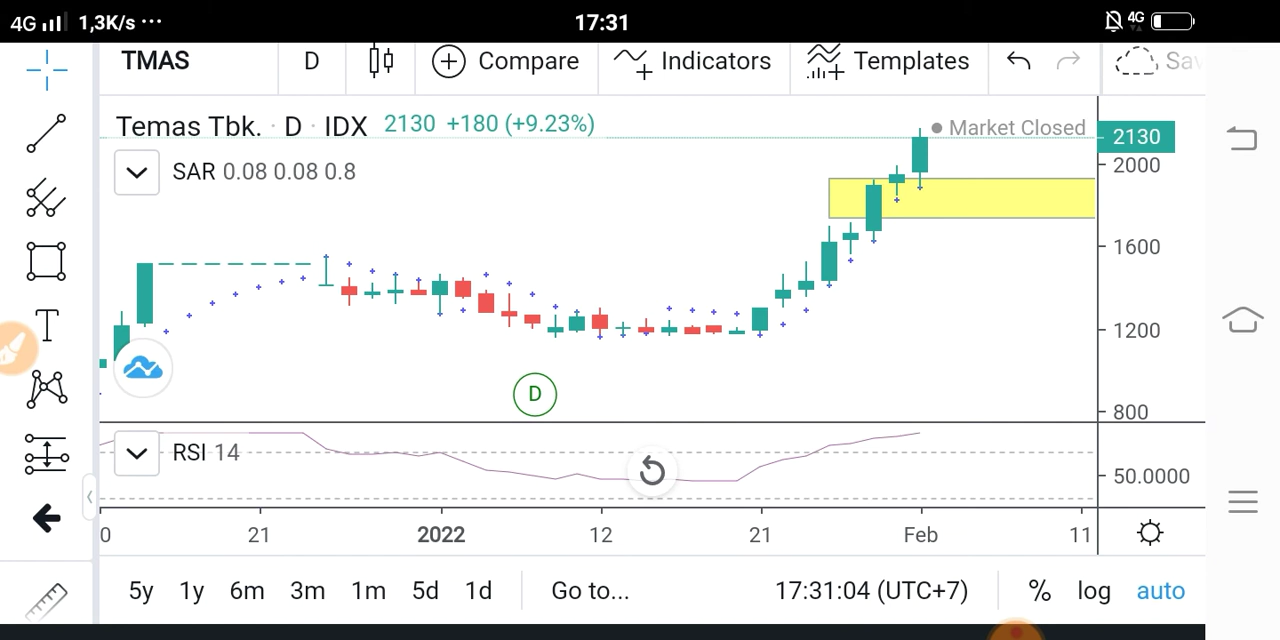 4G 1,3K/s ··· 17:31 4G
TMAS D Compare Indicators Templates Sav
Temas Tbk. · D · IDX 2130 +180 (+9.23%) Market Closed 2130
SAR 0.08 0.08 0.8 2000
1600
1200
D
800
RSI 14
50.0000
T
0 21 2022 12 21 Feb 11
5y 1y 6m 3m 1m 5d 1d Go to... 17:31:04 (UTC+7) % log auto